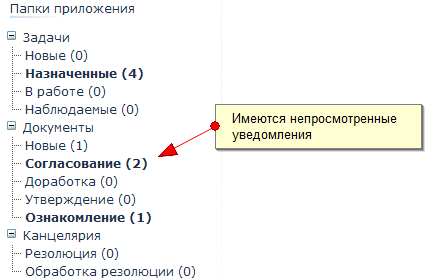 Папки приложения
Задачи
Новые (0)
Назначенные (4)
В работе (0)
Наблюдаемые (0)
Документы
Новые (1)
Согласование (2)
Доработка (0)
Утверждение (0)
Ознакомление (1)
Канцелярия
Резолюция (0)
Обработка резолюции (0)
Имеются непросмотренные
уведомления